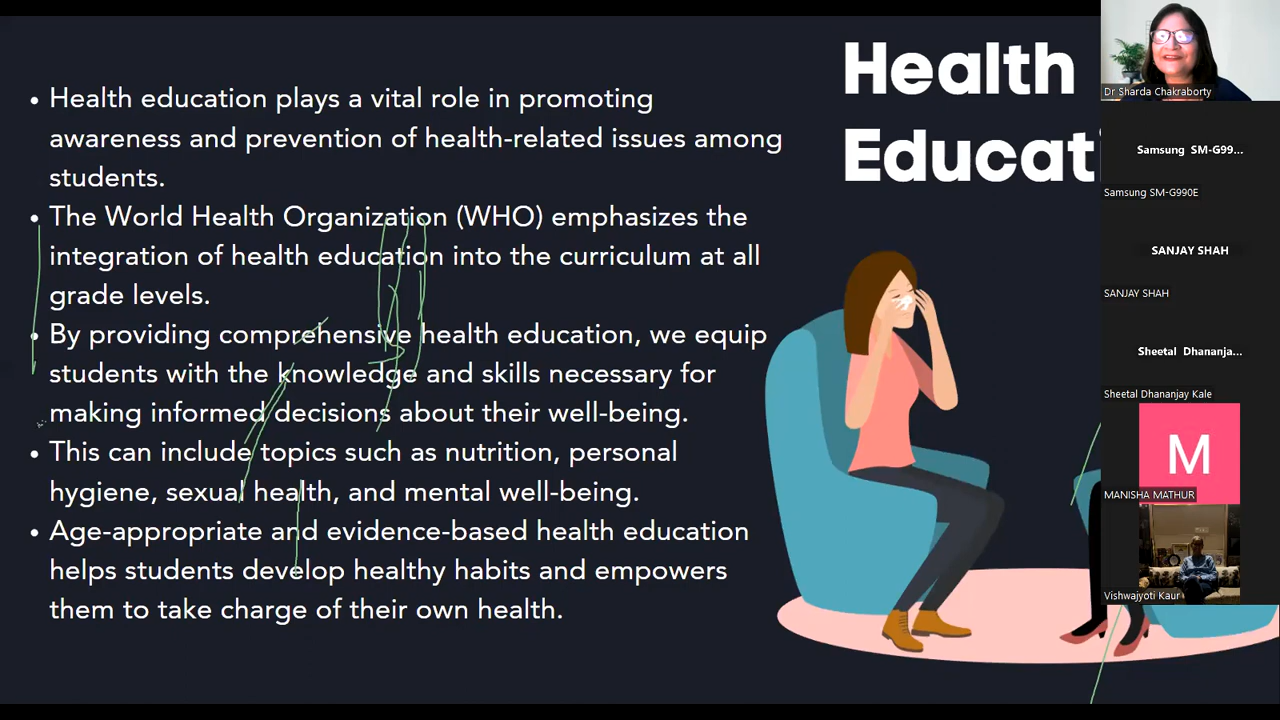 Health
Educati
• Health education plays a vital role in promoting
awareness and prevention of health-related issues among
students.
• The World Health Organization (WHO) emphasizes the
integration of health education into the curriculum at all
grade levels.
• By providing comprehensive health education, we equip
students with the knowledge and skills necessary for
making informed decisions about their well-being.
• This can include topics such as nutrition, personal
hygiene, sexual health, and mental well-being.
• Age-appropriate and evidence-based health education
helps students develop healthy habits and empowers
them to take charge of their own health.
Dr Sharda Chakraborty
Samsung SM-G99...
Samsung SM-G990E
SANJAY SHAH
SANJAY SHAH
Sheetal Dhananja...
Sheetal Dhananjay Kale
M
MANISHA MATHUR
Vishwajyoti Kaur